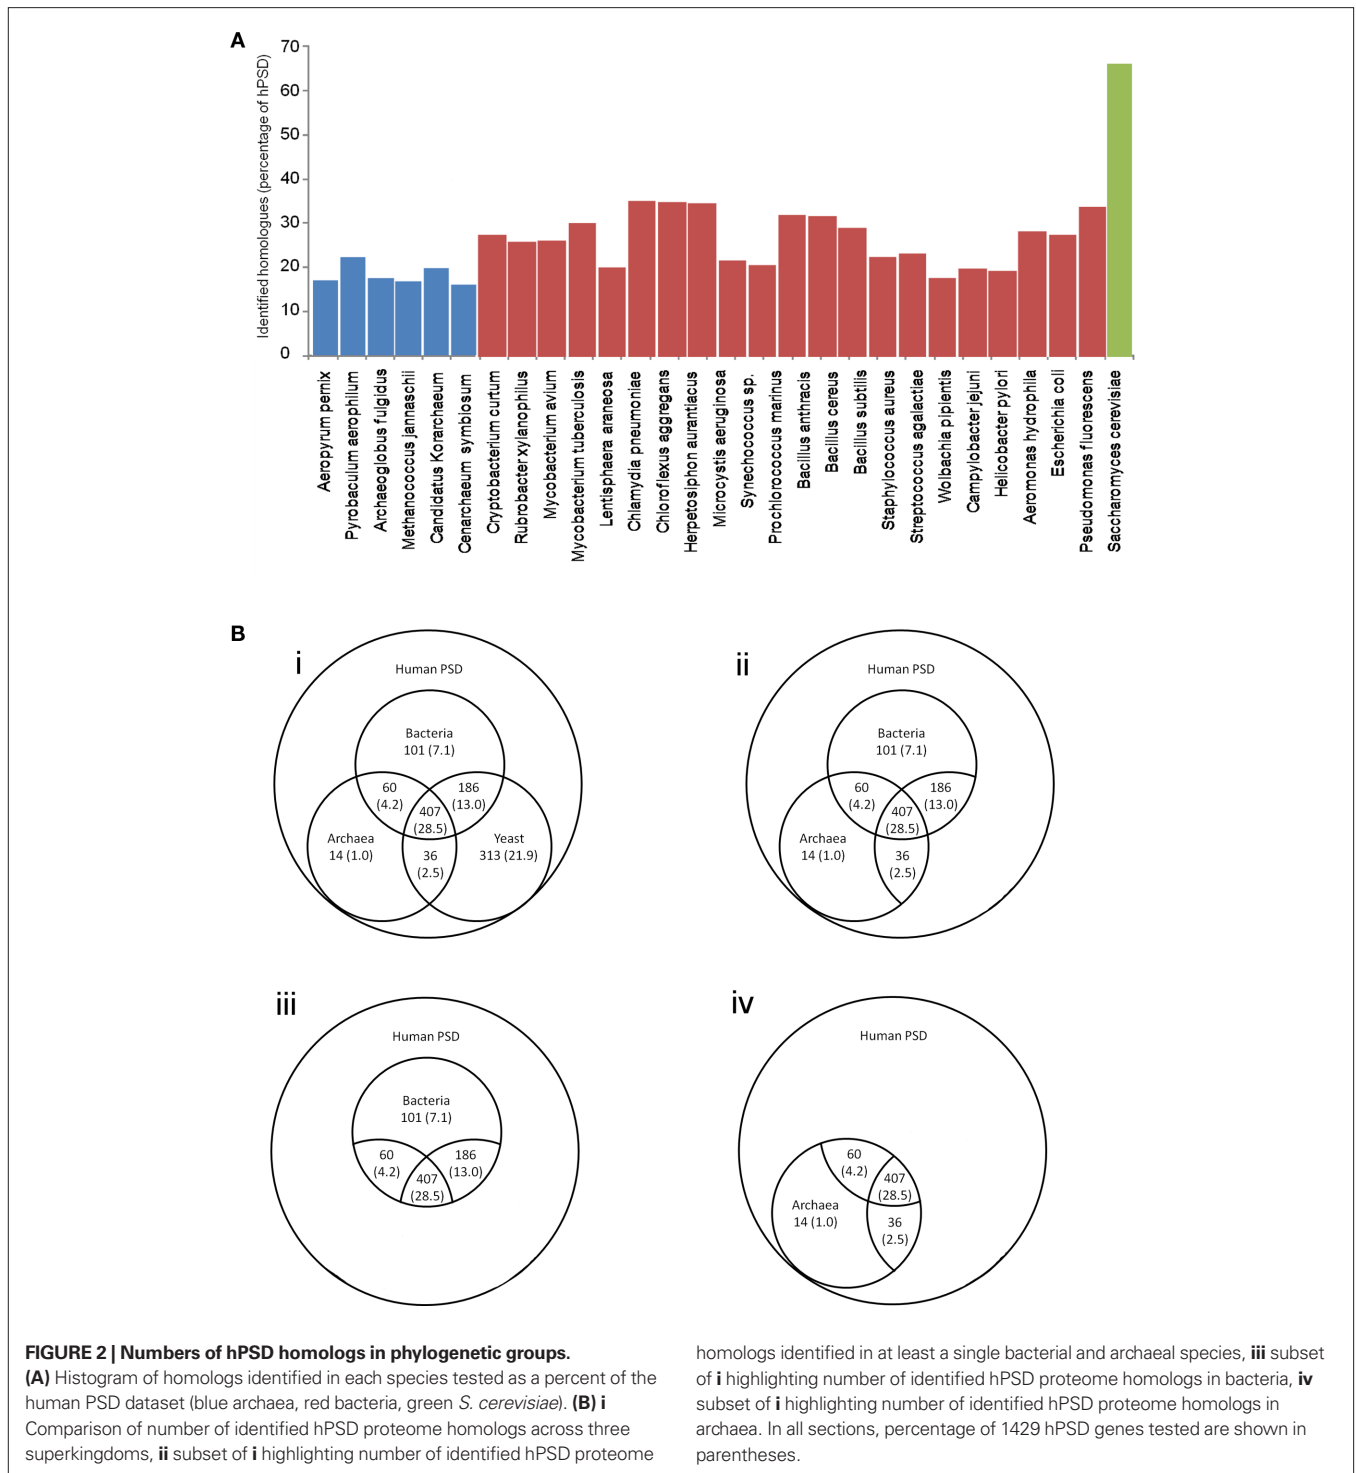 A
Identified homologues (percentage of hPSD)
70
60
50
40
30
20
10
0
Aeropyrum pernix
Pyrobaculum aerophilum
Archaeoglobus fulgidus
Methanococcus jannaschii
Candidatus Korarchaeum
Cenarchaeum symbiosum
Cryptobacterium curtum
Rubrobacter xylanophilus
Mycobacterium avium
Mycobacterium tuberculosis
Lentisphaera araneosa
Chlamydia pneumoniae
Chloroflexus aggregans
Herpetosiphon aurantiacus
Microcystis aeruginosa
Synechococcus sp.
Prochlorococcus marinus
Bacillus anthracis
Bacillus cereus
Bacillus subtilis
Staphylococcus aureus
Streptococcus agalactiae
Wolbachia pipientis
Campylobacter jejuni
Helicobacter pylori
Aeromonas hydrophila
Escherichia coli
Pseudomonas fluorescens
Saccharomyces cerevisiae
B
i
Human PSD
Bacteria
101 (7.1)
60
(4.2)
186
(13.0)
407
(28.5)
Archaea
14 (1.0)
Yeast
313 (21.9)
36
(2.5)
ii
Human PSD
Bacteria
101 (7.1)
60
(4.2)
186
(13.0)
407
(28.5)
Archaea
14 (1.0)
36
(2.5)
iii
Human PSD
Bacteria
101 (7.1)
60
(4.2)
186
(13.0)
407
(28.5)
iv
Human PSD
60
(4.2)
407
(28.5)
Archaea
14 (1.0)
36
(2.5)
FIGURE 2 | Numbers of hPSD homologs in phylogenetic groups.
(A) Histogram of homologs identified in each species tested as a percent of the
human PSD dataset (blue archaea, red bacteria, green S. cerevisiae). (B) i
Comparison of number of identified hPSD proteome homologs across three
superkingdoms, ii subset of i highlighting number of identified hPSD proteome
homologs identified in at least a single bacterial and archaeal species, iii subset
of i highlighting number of identified hPSD proteome homologs in bacteria, iv
subset of i highlighting number of identified hPSD proteome homologs in
archaea. In all sections, percentage of 1429 hPSD genes tested are shown in
parentheses.